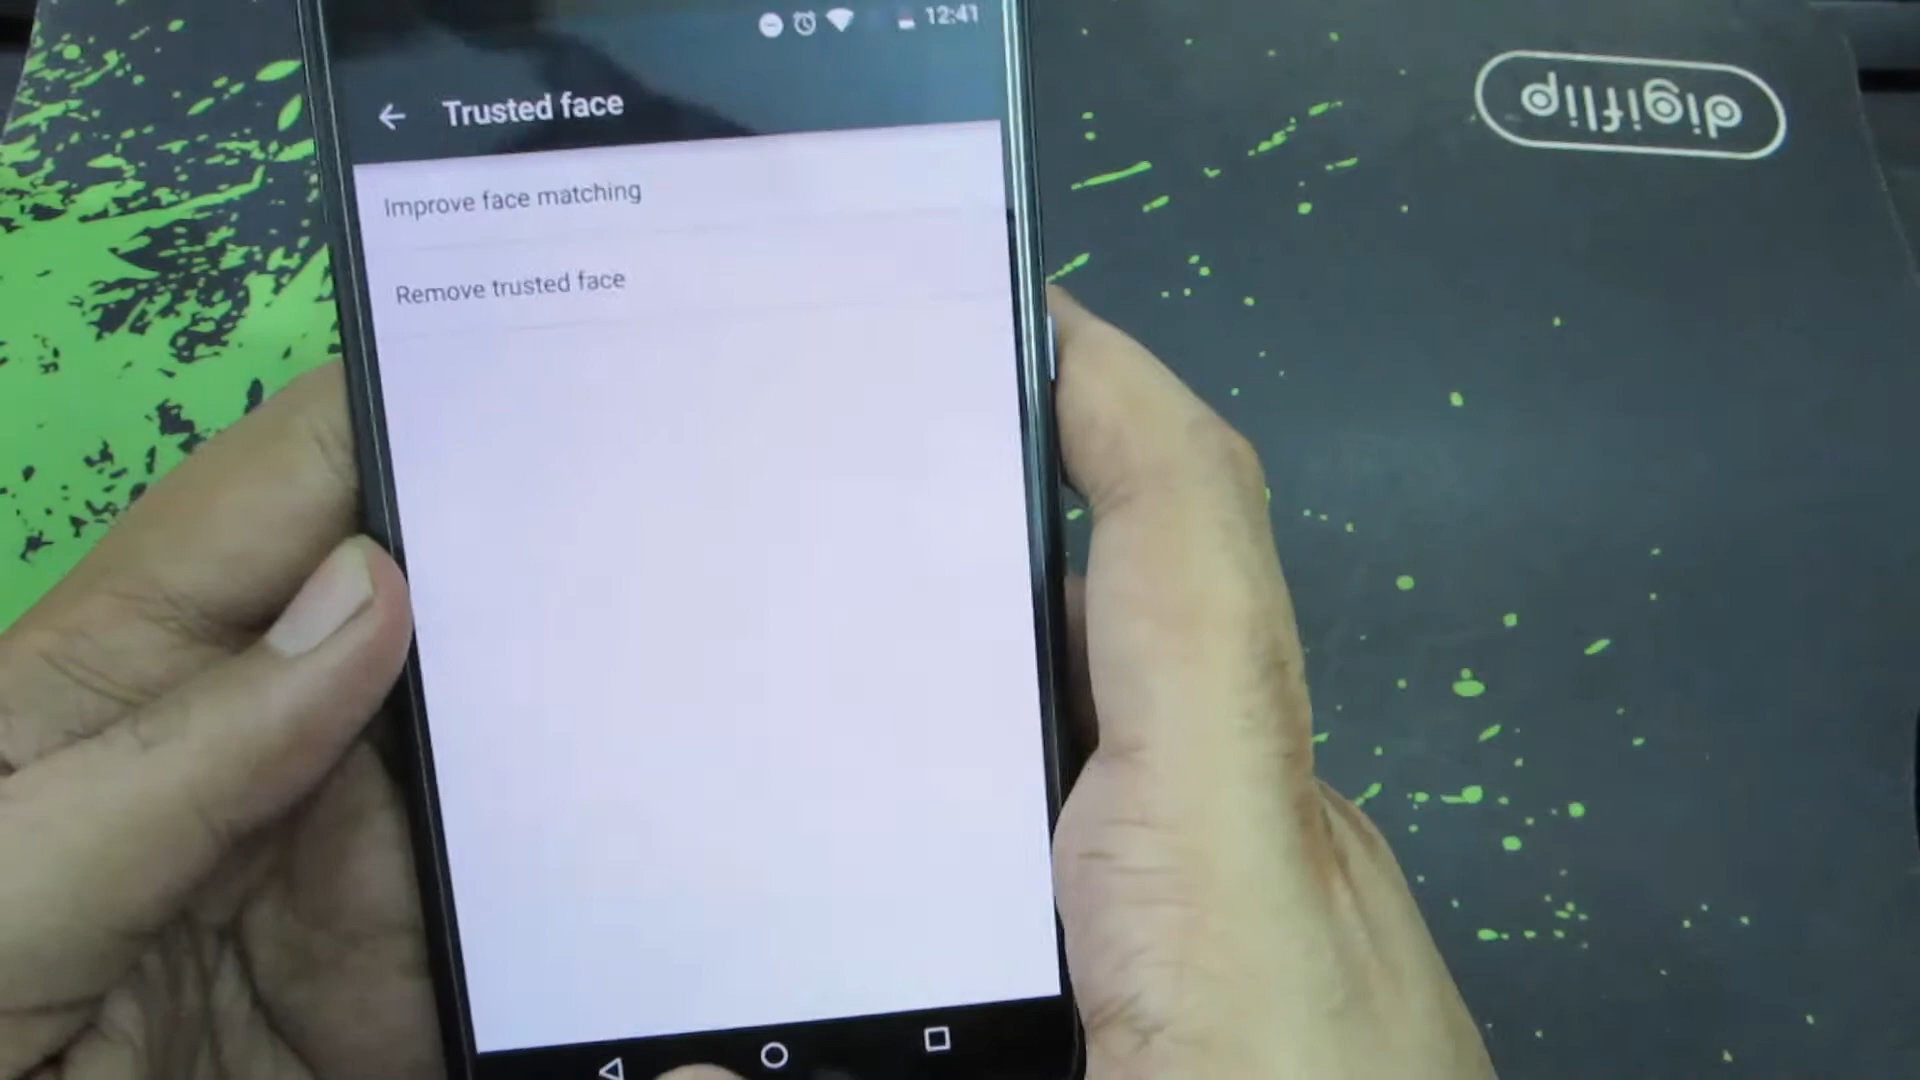 12:41
Trusted face
Improve face matching
Remove trusted face
digiflip